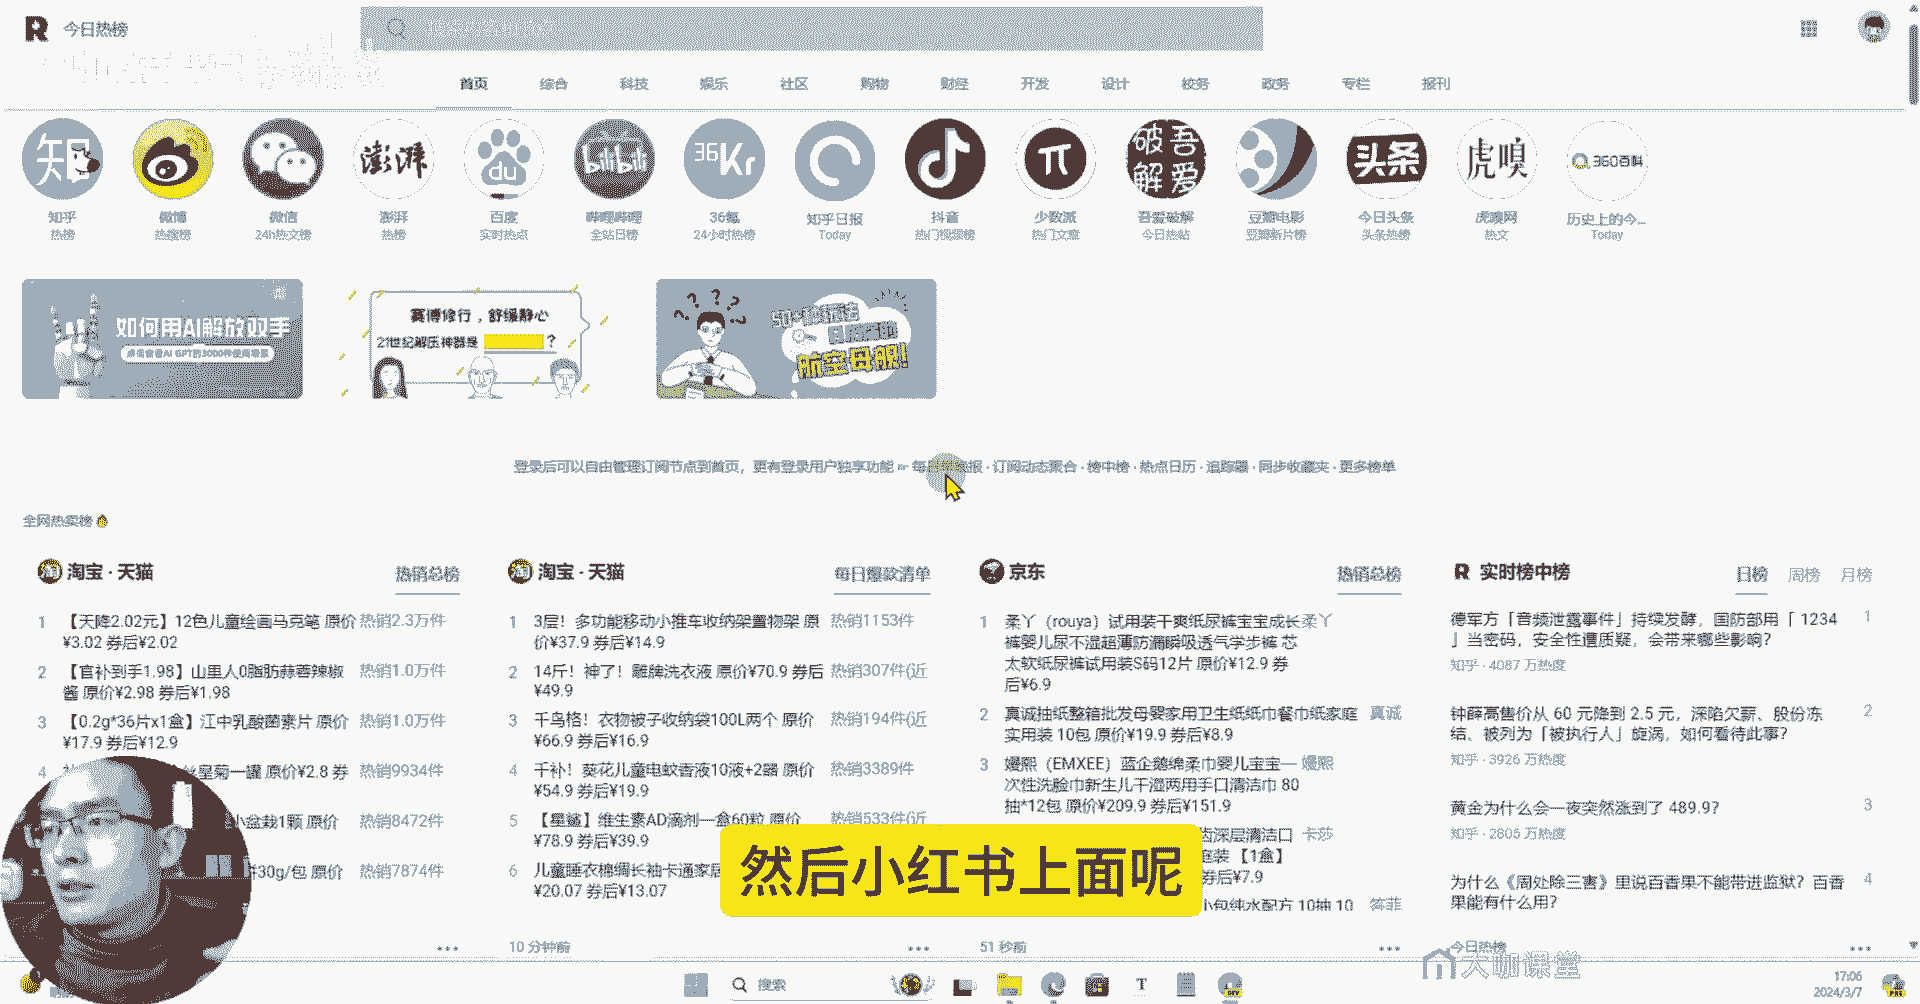 今日热榜
首页 综合 科技 娱乐 社区 购物 财经 开发 设计 校务 政务 专栏 报刊
知 微博 微信 澎湃 du bilibili 36Kr π 吾爱破解 头条 虎嗅 360百科
知乎 微博 微信 澎湃 百度 哔哩哔哩 36氪 知乎日报 抖音 少数派 吾爱破解 豆瓣电影 今日头条 虎嗅网 历史上的今...
热榜 热搜榜 24h热文榜 热榜 实时热点 全站日榜 24小时热榜 Today 热门视频榜 热门文章 今日热帖 豆瓣新片榜 头条热榜 热文 Today
如何用AI解放双手
赛博修行，舒缓静心
21世纪解压神器是 ?
? ? ?
航空母舰!
登录后可以自由管理订阅节点到首页，更有登录用户独享功能 · 订阅动态聚合 · 榜中榜 · 热点日历 · 追踪器 · 同步收藏夹 · 更多榜单
全网热卖榜
淘宝 · 天猫 热销总榜
1 【天降2.02元】12色儿童绘画马克笔 原价 热销2.3万件
¥3.02 券后¥2.02
2 【官补到手1.98】山里人0脂肪蒜蓉辣椒 热销1.0万件
酱 原价¥2.98 券后¥1.98
3 【0.2g*36片x1盒】江中乳酸菌素片 原价 热销1.0万件
¥17.9 券后¥12.9
4 丝皇菊一罐 原价¥2.8 券 热销9934件
小盆栽1颗 原价 热销8472件
30g/包 原价 热销7874件
淘宝 · 天猫 每日爆款清单
1 3层！多功能移动小推车收纳架置物架 原 热销1153件
价¥37.9 券后¥14.9
2 14斤！神了！雕牌洗衣液 原价¥70.9 券后 热销307件(近
¥49.9
3 千鸟格！衣物被子收纳袋100L两个 原价 热销194件(近
¥66.9 券后¥16.9
4 千补！葵花儿童电蚊香液10液+2器 原价 热销3389件
¥54.9 券后¥19.9
5 【星鲨】维生素AD滴剂一盒60粒 原价 热销533件(近
¥78.9 券后¥39.9
6 儿童睡衣棉绸长袖卡通家居
¥20.07 券后¥13.07
10 分钟前
京东 热销总榜
1 柔丫（rouya）试用装干爽纸尿裤宝宝成长 柔丫
裤婴儿尿不湿超薄防漏瞬吸透气学步裤 芯
太软纸尿裤试用装S码12片 原价¥12.9 券
后¥6.9
2 真诚抽纸整箱批发母婴家用卫生纸纸巾餐巾纸家庭 真诚
实用装 10包 原价¥19.9 券后¥8.9
3 嫚熙（EMXEE）蓝企鹅绵柔巾婴儿宝宝一 嫚熙
次性洗脸巾新生儿干湿两用手口清洁巾 80
抽*12包 原价¥209.9 券后¥151.9
齿深层清洁口 卡莎
庭装 【1盒】
券后¥7.9
小包纯水配方 10抽 10 答菲
51 秒前
实时榜中榜 日榜 周榜 月榜
德军方「音频泄露事件」持续发酵，国防部用「 1234 1
」当密码，安全性遭质疑，会带来哪些影响？
知乎 · 4087 万热度
钟薛高售价从 60 元降到 2.5 元，深陷欠薪、股份冻 2
结、被列为「被执行人」旋涡，如何看待此事？
知乎 · 3926 万热度
黄金为什么会一夜突然涨到了 489.9？ 3
知乎 · 2805 万热度
为什么《周处除三害》里说百香果不能带进监狱？百香 4
果能有什么用？
今日热榜
然后小红书上面呢
大咖课堂
搜索
T
17:06
2024/3/7